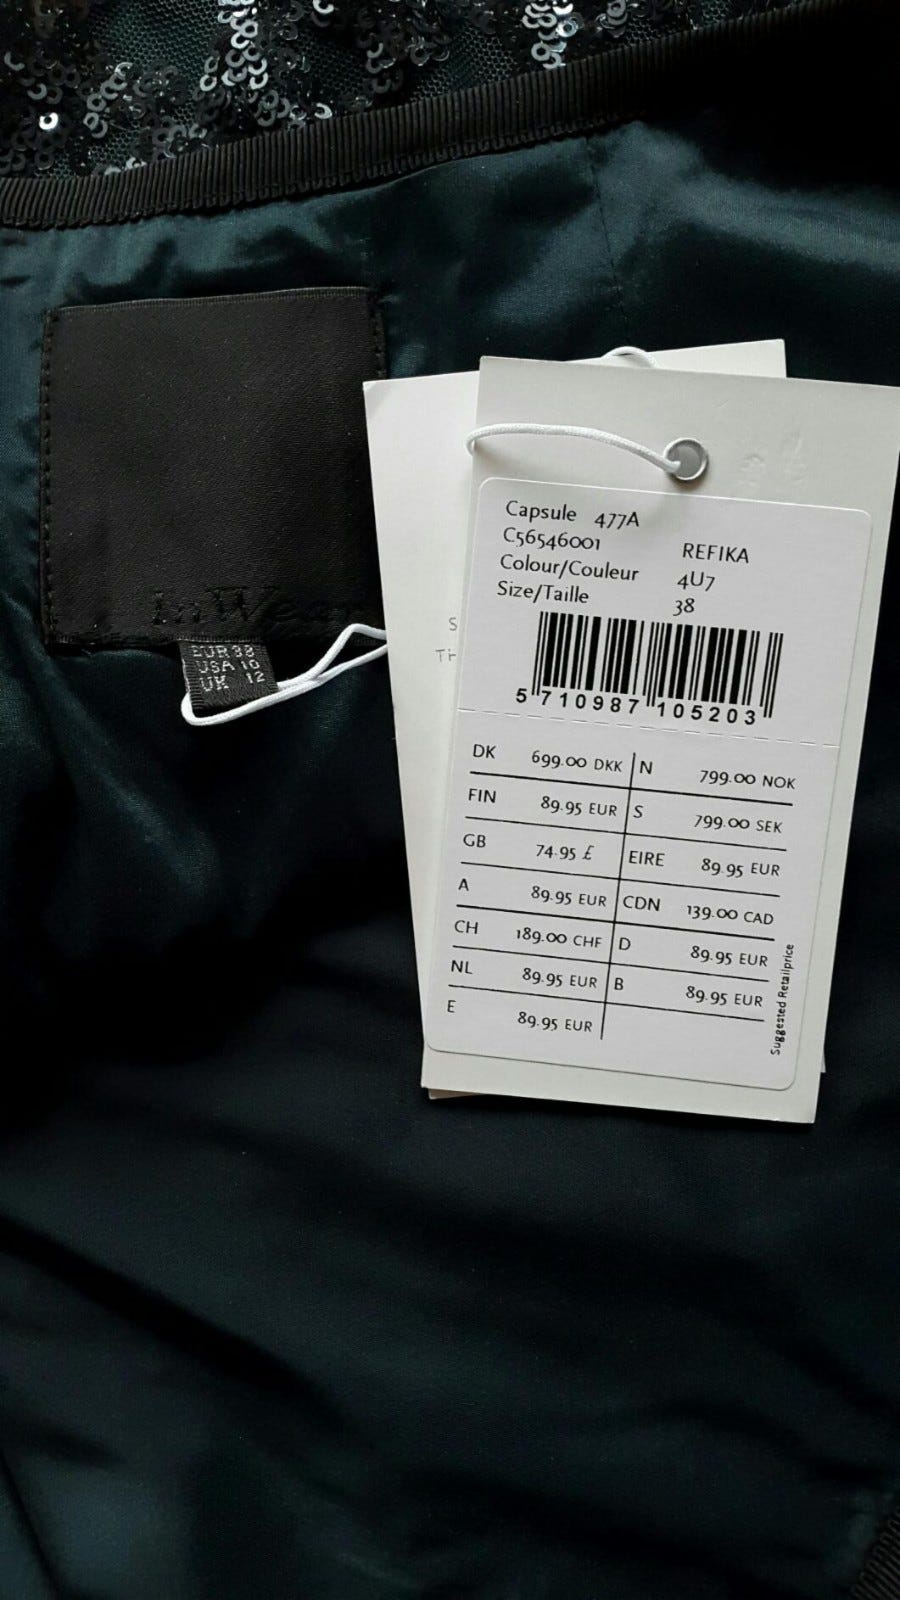 InWear
EUR 38
USA 10
UK 12
S
TH
Capsule 477A
C56546001 REFIKA
Colour/Couleur 4U7
Size/Taille 38
5 710987 105203
DK 699.00 DKK N 799.00 NOK
FIN 89.95 EUR S 799.00 SEK
GB 74.95 £ EIRE 89.95 EUR
A 89.95 EUR CDN 139.00 CAD
CH 189.00 CHF D 89.95 EUR
NL 89.95 EUR B 89.95 EUR
E 89.95 EUR
Suggested Retailprice